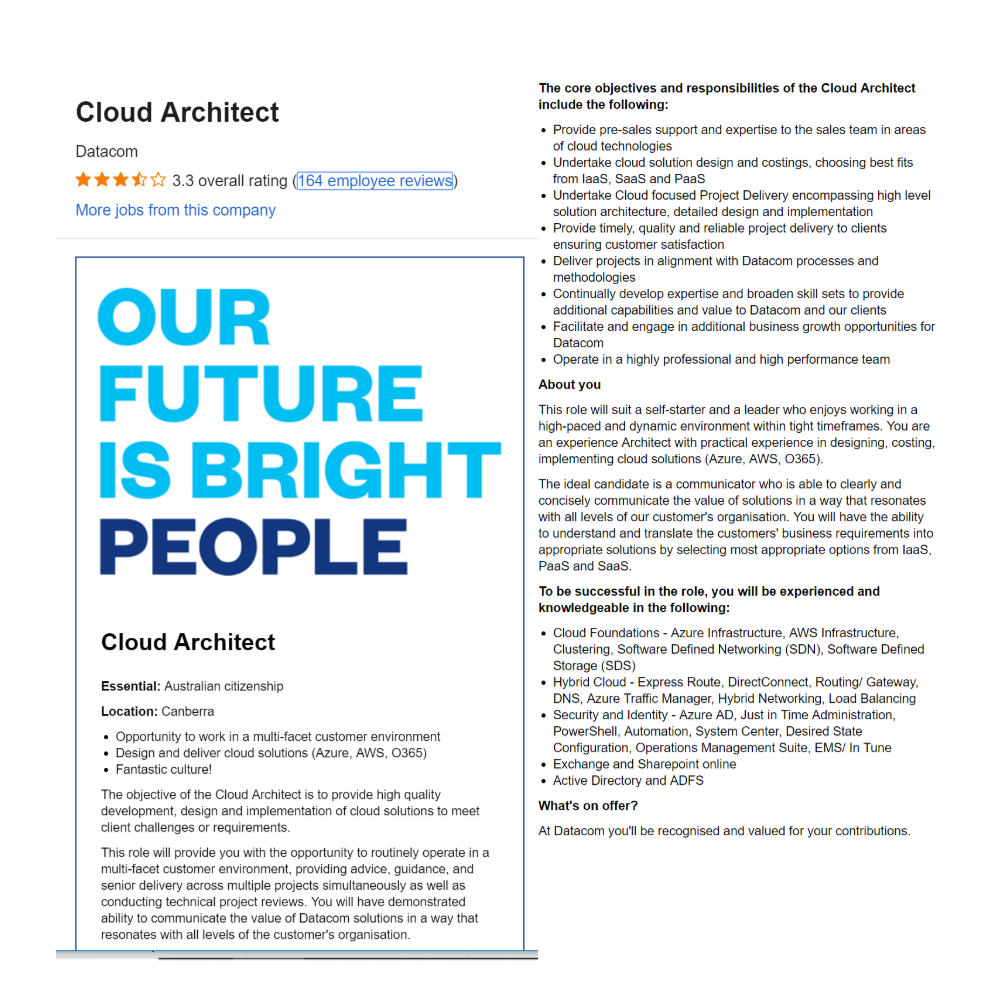 Cloud Architect
Datacom
3.3 overall rating (164 employee reviews)
More jobs from this company
OUR
FUTURE
IS BRIGHT
PEOPLE
Cloud Architect
Essential: Australian citizenship
Location: Canberra
• Opportunity to work in a multi-facet customer environment
• Design and deliver cloud solutions (Azure, AWS, O365)
• Fantastic culture!
The objective of the Cloud Architect is to provide high quality
development, design and implementation of cloud solutions to meet
client challenges or requirements.
This role will provide you with the opportunity to routinely operate in a
multi-facet customer environment, providing advice, guidance, and
senior delivery across multiple projects simultaneously as well as
conducting technical project reviews. You will have demonstrated
ability to communicate the value of Datacom solutions in a way that
resonates with all levels of the customer's organisation.
The core objectives and responsibilities of the Cloud Architect
include the following:
• Provide pre-sales support and expertise to the sales team in areas
of cloud technologies
• Undertake cloud solution design and costings, choosing best fits
from IaaS, SaaS and PaaS
• Undertake Cloud focused Project Delivery encompassing high level
solution architecture, detailed design and implementation
• Provide timely, quality and reliable project delivery to clients
ensuring customer satisfaction
• Deliver projects in alignment with Datacom processes and
methodologies
• Continually develop expertise and broaden skill sets to provide
additional capabilities and value to Datacom and our clients
• Facilitate and engage in additional business growth opportunities for
Datacom
• Operate in a highly professional and high performance team
About you
This role will suit a self-starter and a leader who enjoys working in a
high-paced and dynamic environment within tight timeframes. You are
an experience Architect with practical experience in designing, costing,
implementing cloud solutions (Azure, AWS, O365).
The ideal candidate is a communicator who is able to clearly and
concisely communicate the value of solutions in a way that resonates
with all levels of our customer's organisation. You will have the ability
to understand and translate the customers' business requirements into
appropriate solutions by selecting most appropriate options from IaaS,
PaaS and SaaS.
To be successful in the role, you will be experienced and
knowledgeable in the following:
• Cloud Foundations - Azure Infrastructure, AWS Infrastructure,
Clustering, Software Defined Networking (SDN), Software Defined
Storage (SDS)
• Hybrid Cloud - Express Route, DirectConnect, Routing/ Gateway,
DNS, Azure Traffic Manager, Hybrid Networking, Load Balancing
• Security and Identity - Azure AD, Just in Time Administration,
PowerShell, Automation, System Center, Desired State
Configuration, Operations Management Suite, EMS/ In Tune
• Exchange and Sharepoint online
• Active Directory and ADFS
What's on offer?
At Datacom you'll be recognised and valued for your contributions.